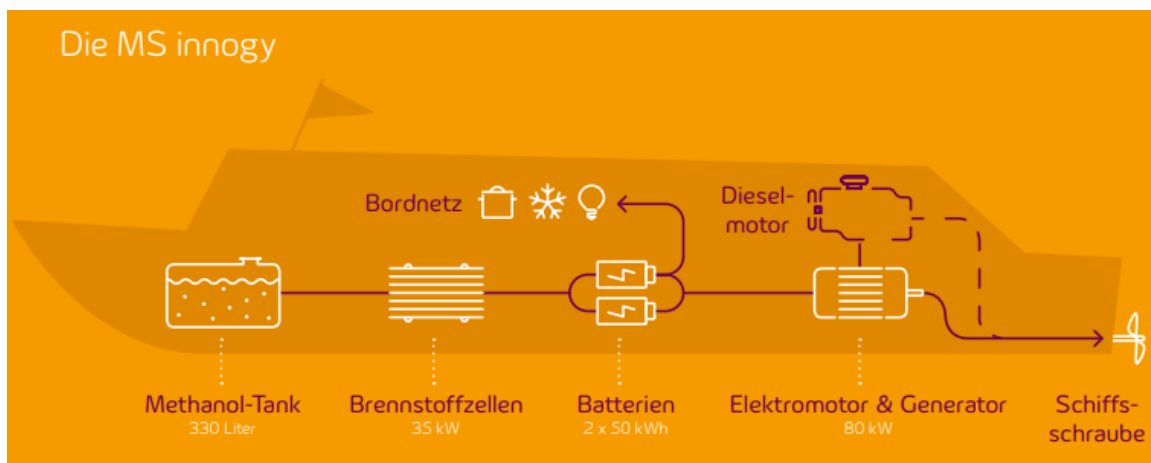 Die MS innogy
Bordnetz
Diesel-
motor
Methanol-Tank
330 Liter
Brennstoffzellen
35 kW
Batterien
2 x 50 kWh
Elektromotor & Generator
80 kW
Schiffs-
schraube